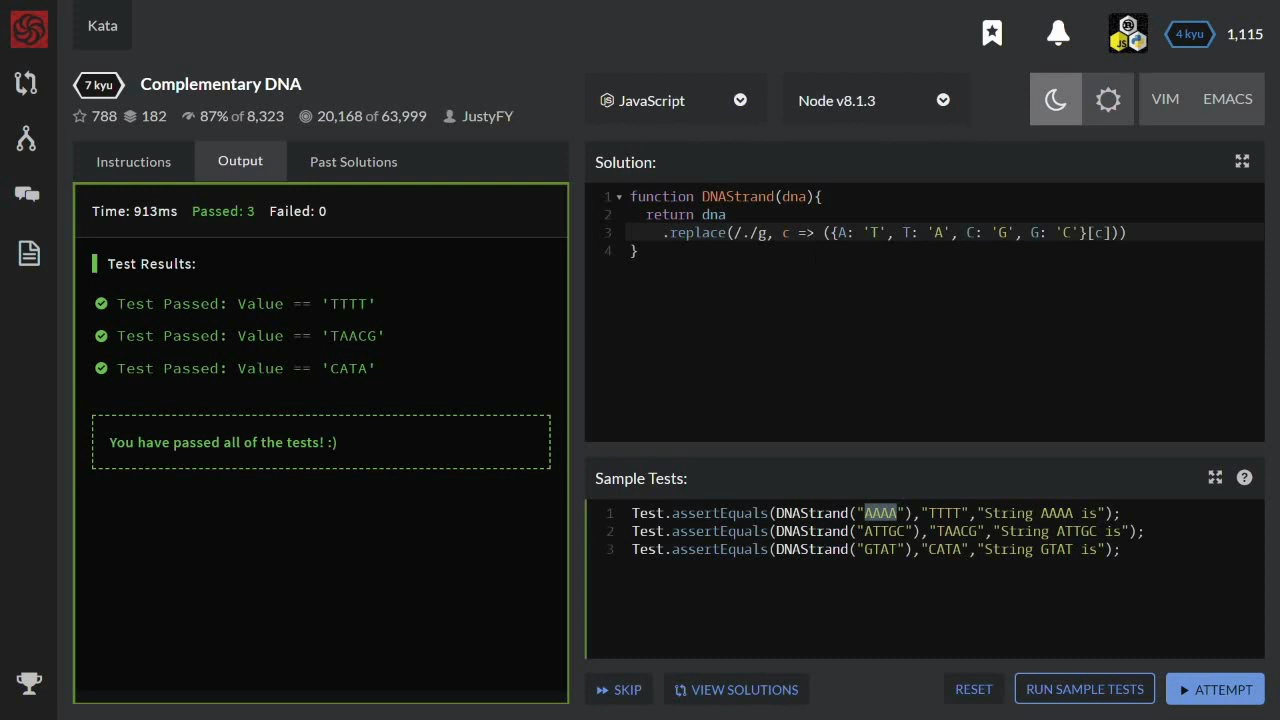 Kata
4 kyu
1,115
7 kyu
Complementary DNA
788
182
87% of 8,323
20,168 of 63,999
JustyFY
JavaScript
Node v8.1.3
VIM
EMACS
Instructions
Output
Past Solutions
Time: 913ms Passed: 3 Failed: 0
Test Results:
Test Passed: Value == 'TTTT'
Test Passed: Value == 'TAACG'
Test Passed: Value == 'CATA'
You have passed all of the tests! :)
Solution:
1 function DNAStrand(dna){
2 return dna
3 .replace(/./g, c => ({A: 'T', T: 'A', C: 'G', G: 'C'}[c]))
4 }
Sample Tests:
1 Test.assertEquals(DNAStrand("AAAA"),"TTTT","String AAAA is");
2 Test.assertEquals(DNAStrand("ATTGC"),"TAACG","String ATTGC is");
3 Test.assertEquals(DNAStrand("GTAT"),"CATA","String GTAT is");
SKIP
VIEW SOLUTIONS
RESET
RUN SAMPLE TESTS
ATTEMPT